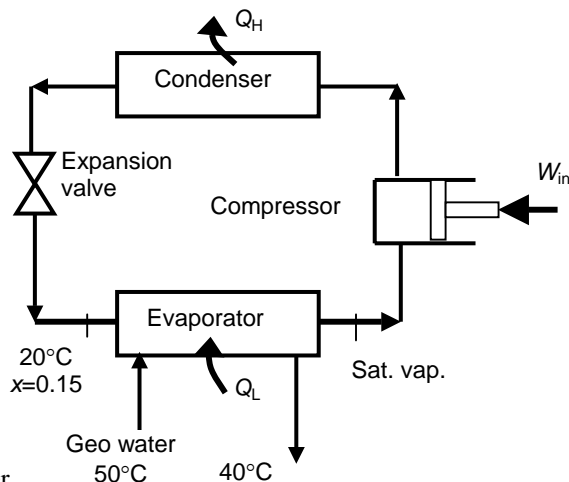 Q_H
Condenser
Expansion
valve
W_in
Compressor
Evaporator
20°C
x=0.15
Q_L
Sat. vap.
Geo water
50°C
40°C
r